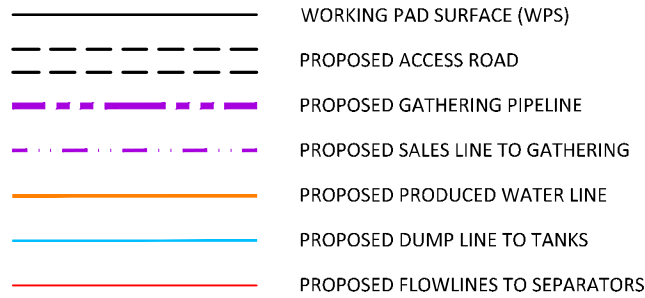 WORKING PAD SURFACE (WPS)
PROPOSED ACCESS ROAD
PROPOSED GATHERING PIPELINE
PROPOSED SALES LINE TO GATHERING
PROPOSED PRODUCED WATER LINE
PROPOSED DUMP LINE TO TANKS
PROPOSED FLOWLINES TO SEPARATORS